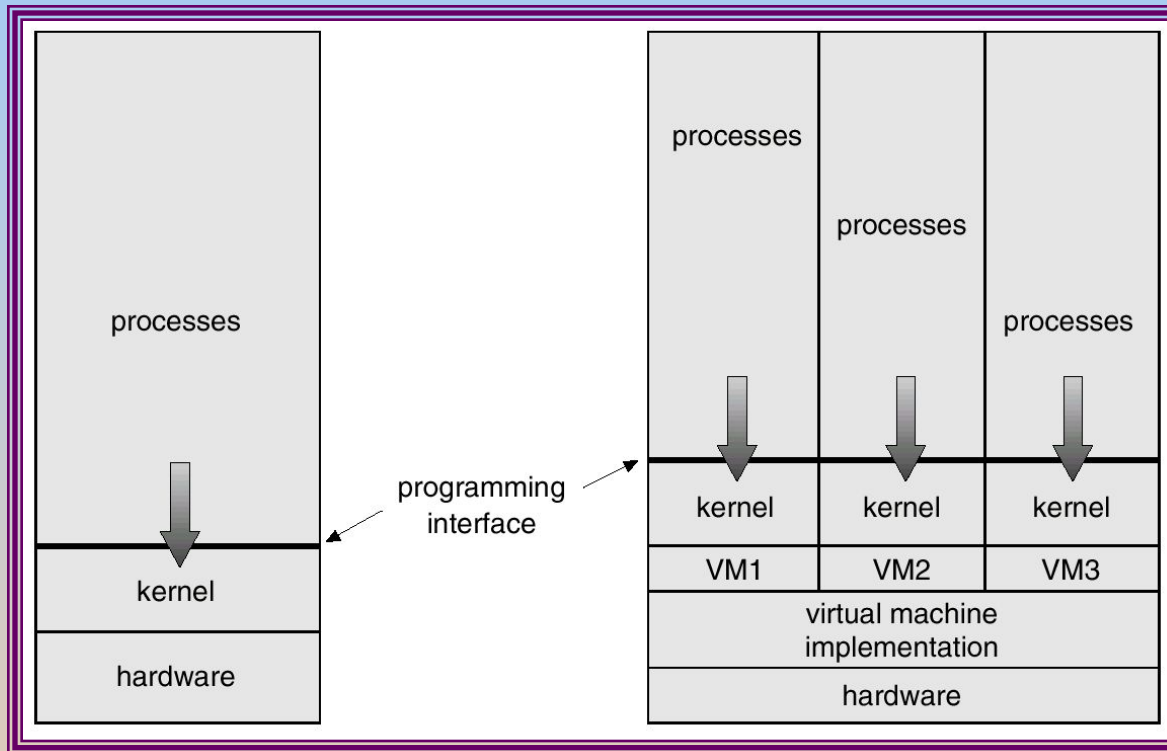 processes
kernel
hardware
programming
interface
processes
processes
processes
kernel
kernel
kernel
VM1
VM2
VM3
virtual machine
implementation
hardware